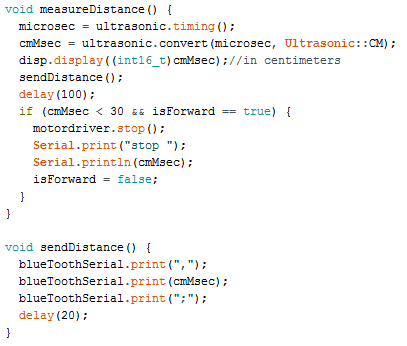 void measureDistance() {
  microsec = ultrasonic.timing();
  cmMsec = ultrasonic.convert(microsec, Ultrasonic::CM);
  disp.display((int16_t)cmMsec);//in centimeters
  sendDistance();
  delay(100);
  if (cmMsec < 30 && isForward == true) {
    motordriver.stop();
    Serial.print("stop ");
    Serial.println(cmMsec);
    isForward = false;
  }
}

void sendDistance() {
  blueToothSerial.print(",");
  blueToothSerial.print(cmMsec);
  blueToothSerial.print(";");
  delay(20);
}